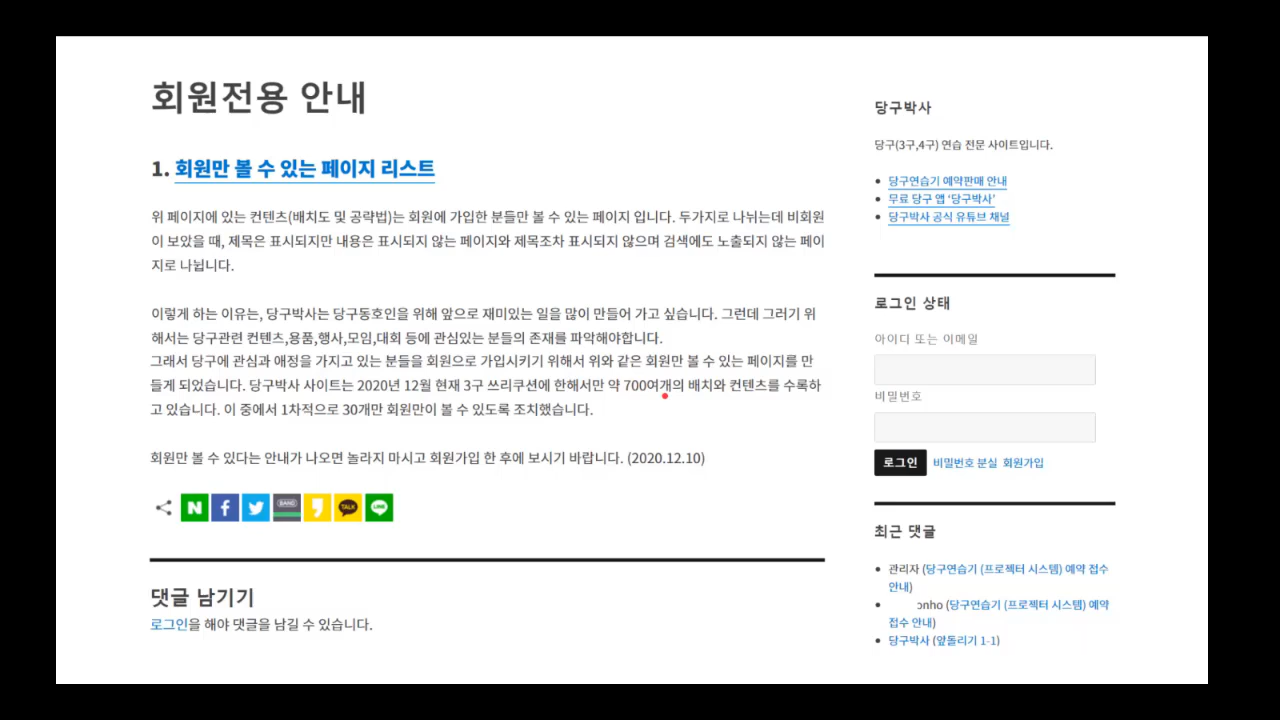 회원전용 안내
1. 회원만 볼 수 있는 페이지 리스트
위 페이지에 있는 컨텐츠(배치도 및 공략법)는 회원에 가입한 분들만 볼 수 있는 페이지 입니다. 두가지로 나뉘는데 비회원
이 보았을 때, 제목은 표시되지만 내용은 표시되지 않는 페이지와 제목조차 표시되지 않으며 검색에도 노출되지 않는 페이
지로 나뉩니다.
이렇게 하는 이유는, 당구박사는 당구동호인을 위해 앞으로 재미있는 일을 많이 만들어 가고 싶습니다. 그런데 그러기 위
해서는 당구관련 컨텐츠,용품,행사,모임,대회 등에 관심있는 분들의 존재를 파악해야합니다.
그래서 당구에 관심과 애정을 가지고 있는 분들을 회원으로 가입시키기 위해서 위와 같은 회원만 볼 수 있는 페이지를 만
들게 되었습니다. 당구박사 사이트는 2020년 12월 현재 3구 쓰리쿠션에 한해서만 약 700여개의 배치와 컨텐츠를 수록하
고 있습니다. 이 중에서 1차적으로 30개만 회원만이 볼 수 있도록 조치했습니다.
회원만 볼 수 있다는 안내가 나오면 놀라지 마시고 회원가입 한 후에 보시기 바랍니다. (2020.12.10)
N f BAND TALK LINE
댓글 남기기
로그인을 해야 댓글을 남길 수 있습니다.
당구박사
당구(3구,4구) 연습 전문 사이트입니다.
당구연습기 예약판매 안내
무료 당구 앱 ‘당구박사’
당구박사 공식 유튜브 채널
로그인 상태
아이디 또는 이메일
비밀번호
로그인 비밀번호 분실 회원가입
최근 댓글
관리자 (당구연습기 (프로젝터 시스템) 예약 접수
안내)
onho (당구연습기 (프로젝터 시스템) 예약
접수 안내)
당구박사 (앞돌리기 1-1)